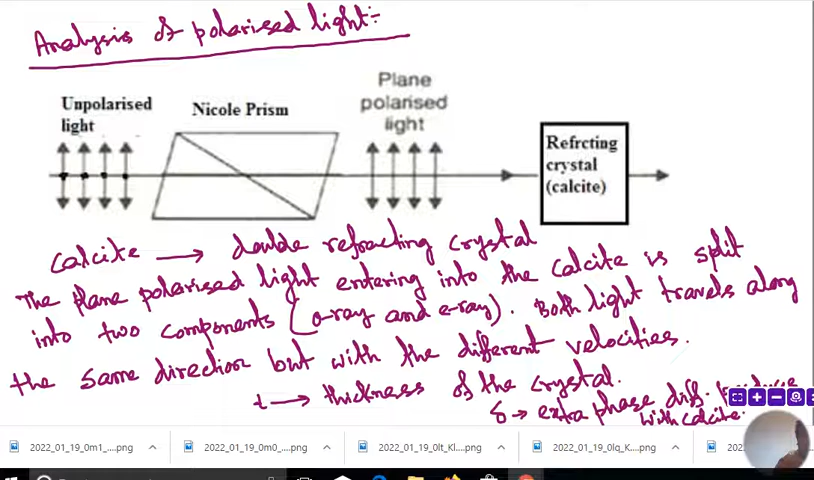 Analysis of polarised light:-
Unpolarised
light
Nicole Prism
Plane
polarised
light
Refrcting
crystal
(calcite)
Calcite → double refracting crystal
The plane polarised light entering into the calcite is split
into two components (o-ray and e-ray). Both light travels along
the same direction but with the different velocities.
t → thickness of the crystal.
δ → extra phase diff.
with calcite.
2022_01_19_0m1_....png
2022_01_19_0m0_....png
2022_01_19_0lt_Kl....png
2022_01_19_0lq_K....png
202